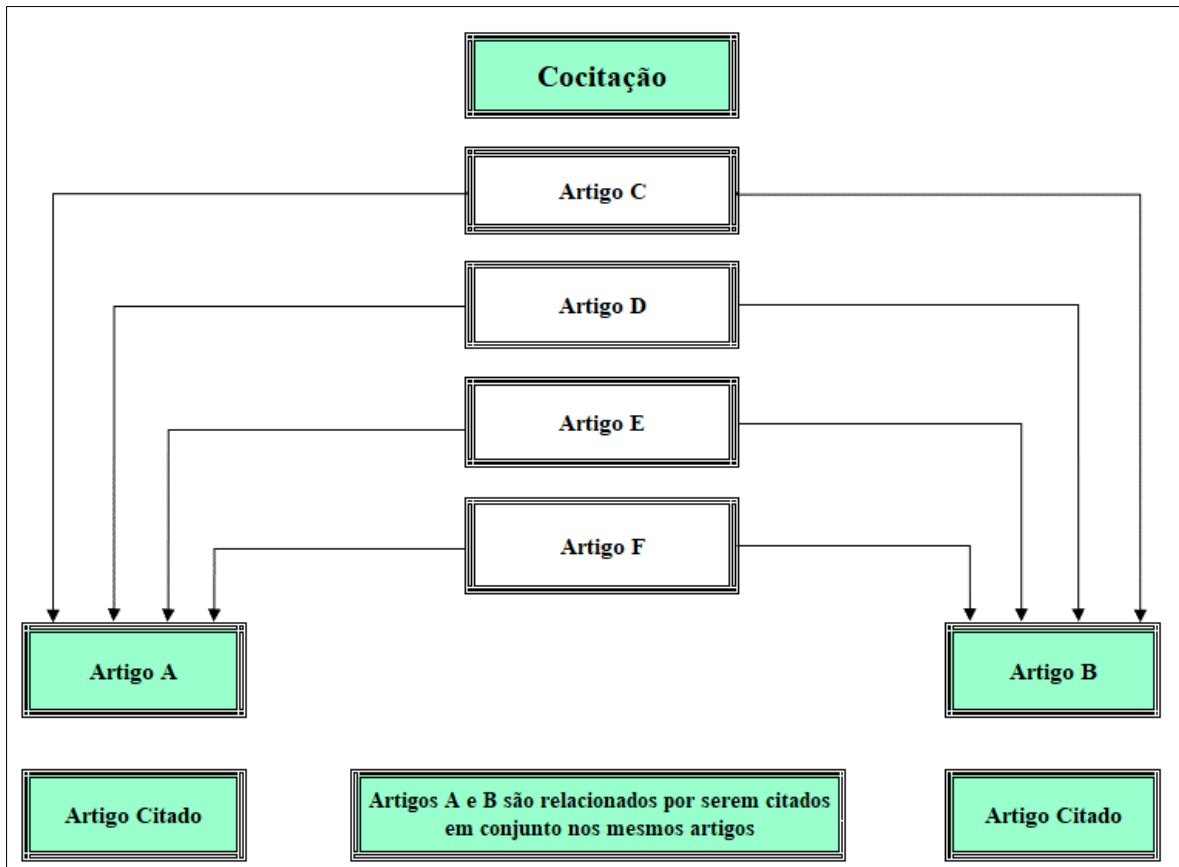 Cocitação
Artigo C
Artigo D
Artigo E
Artigo F
Artigo A
Artigo B
Artigo Citado
Artigos A e B são relacionados por serem citados
em conjunto nos mesmos artigos
Artigo Citado